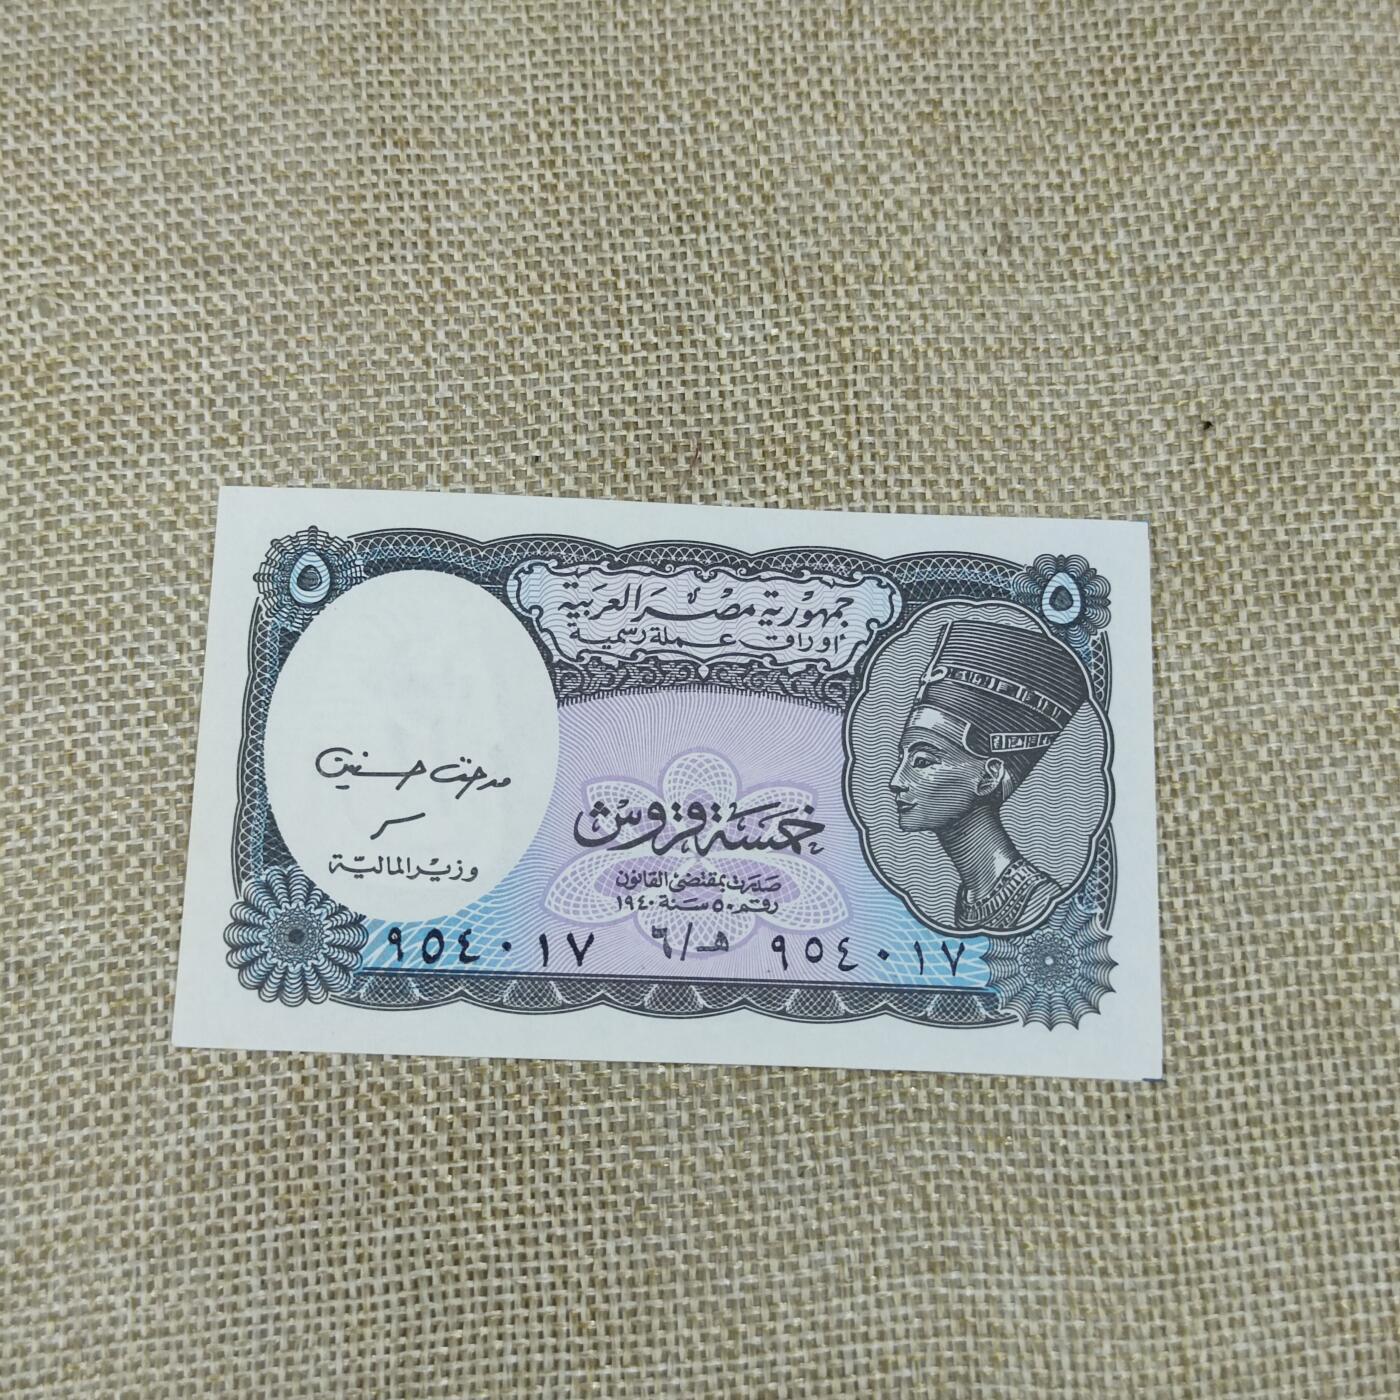 ٥
٥
جمهورية مصر العربية
أوراق عملة رسمية
مدحت حسنين
وزير المالية
خمسة قروش
صدرت بمقتضى القانون
رقم ٥٠ سنة ١٩٤٠
٩٥٤٠١٧ هـ/٦ ٩٥٤٠١٧